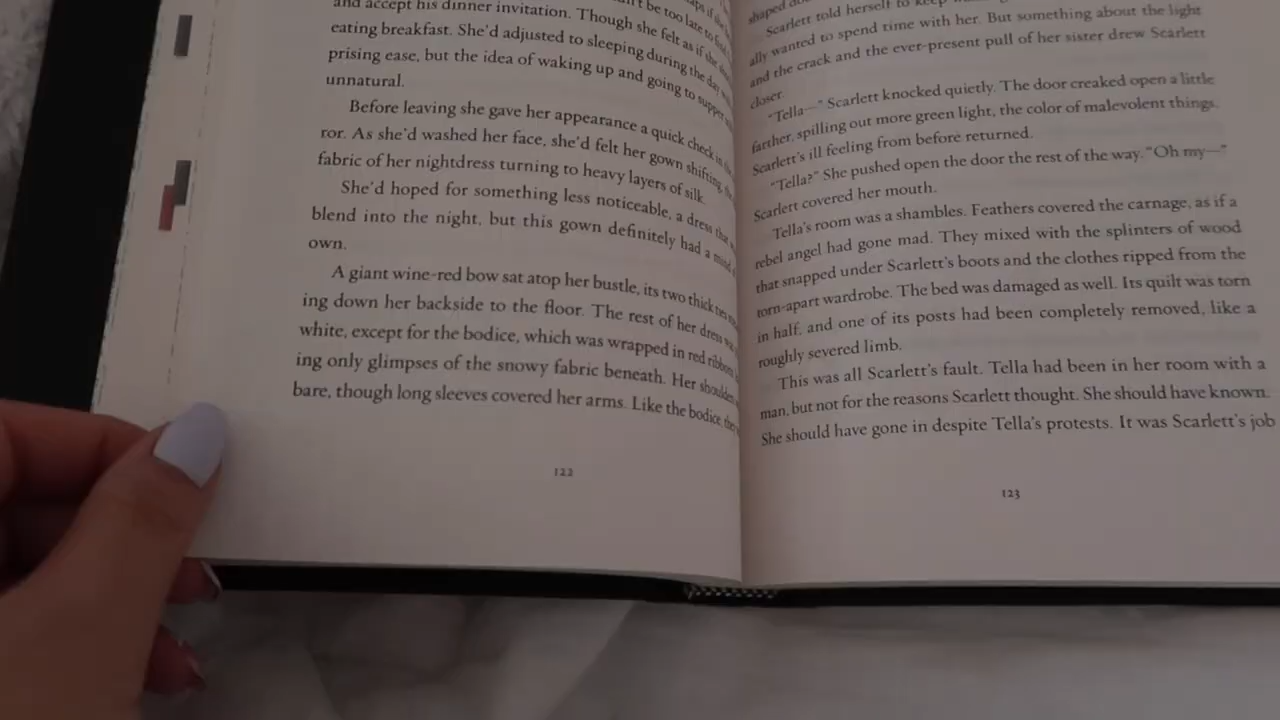 and accept his dinner invitation. Though she felt as if she
eating breakfast. She'd adjusted to sleeping during the day
prising ease, but the idea of waking up and going to supper
unnatural.
Before leaving she gave her appearance a quick check in the
ror. As she'd washed her face, she'd felt her gown shifting, the
fabric of her nightdress turning to heavy layers of silk.
She'd hoped for something less noticeable, a dress that
blend into the night, but this gown definitely had a mind
own.
A giant wine-red bow sat atop her bustle, its two thick
ing down her backside to the floor. The rest of her dress was
white, except for the bodice, which was wrapped in red ribbons
ing only glimpses of the snowy fabric beneath. Her shoulders
bare, though long sleeves covered her arms. Like the bodice, they
122
Scarlett told herself to keep
ally wanted to spend time with her. But something about the light
and the crack and the ever-present pull of her sister drew Scarlett
closer.
"Tella—" Scarlett knocked quietly. The door creaked open a little
farther, spilling out more green light, the color of malevolent things.
Scarlett's ill feeling from before returned.
"Tella?" She pushed open the door the rest of the way. "Oh my—"
Scarlett covered her mouth.
Tella's room was a shambles. Feathers covered the carnage, as if a
rebel angel had gone mad. They mixed with the splinters of wood
that snapped under Scarlett's boots and the clothes ripped from the
torn-apart wardrobe. The bed was damaged as well. Its quilt was torn
in half, and one of its posts had been completely removed, like a
roughly severed limb.
This was all Scarlett's fault. Tella had been in her room with a
man, but not for the reasons Scarlett thought. She should have known.
She should have gone in despite Tella's protests. It was Scarlett's job
123